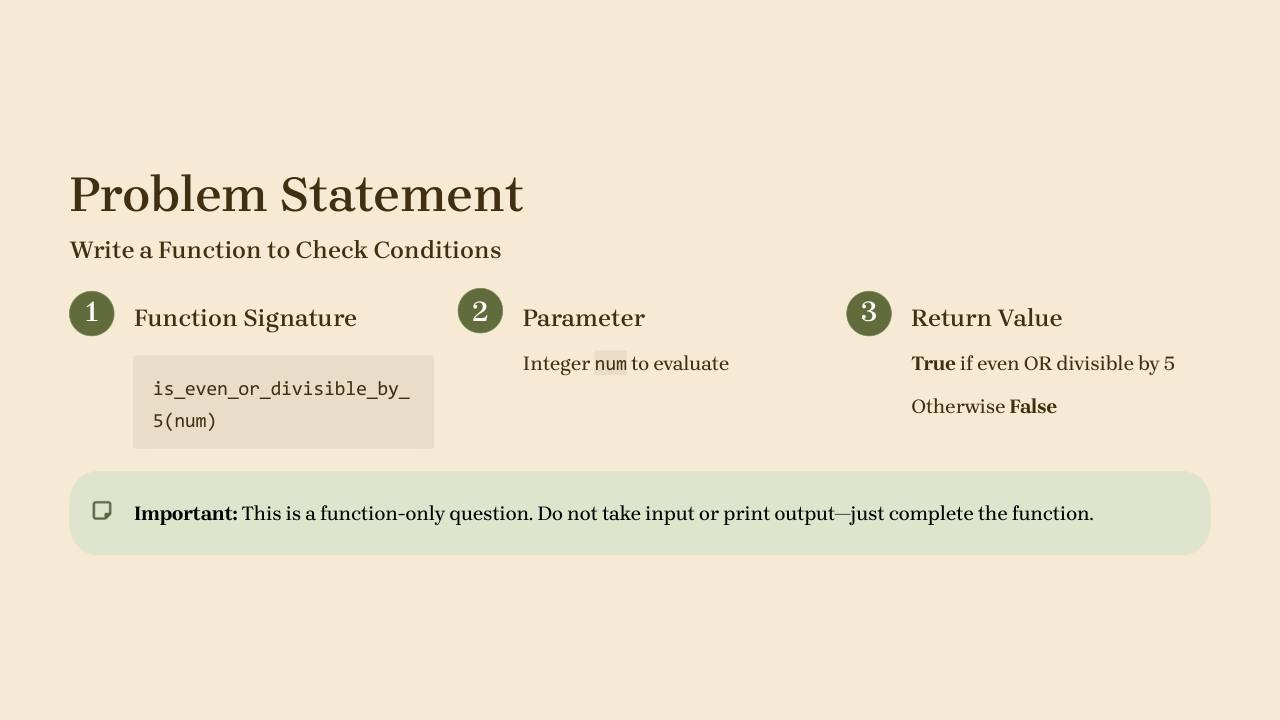 Problem Statement
Write a Function to Check Conditions
1
Function Signature
is_even_or_divisible_by_
5(num)
2
Parameter
Integer num to evaluate
3
Return Value
True if even OR divisible by 5
Otherwise False
Important: This is a function-only question. Do not take input or print output—just complete the function.